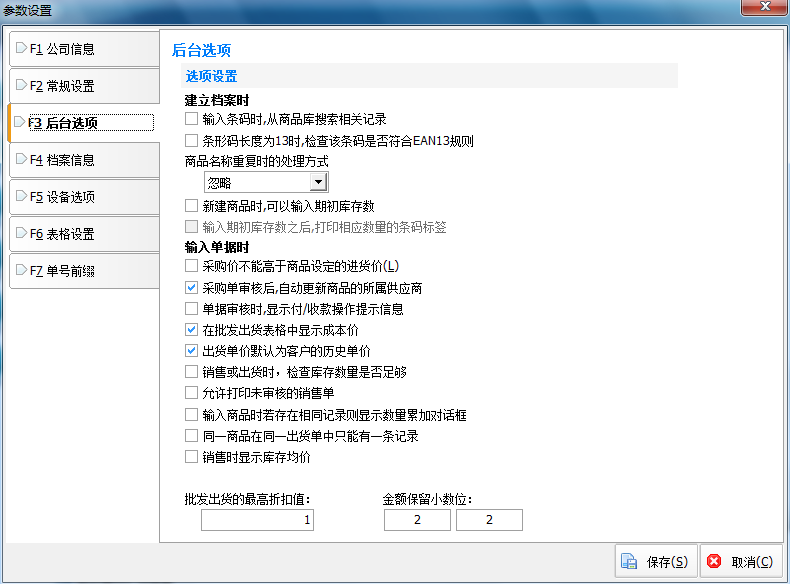 参数设置
F1 公司信息
F2 常规设置
F3 后台选项
F4 档案信息
F5 设备选项
F6 表格设置
F7 单号前缀
后台选项
选项设置
建立档案时
输入条码时,从商品库搜索相关记录
条形码长度为13时,检查该条码是否符合EAN13规则
商品名称重复时的处理方式
忽略
新建商品时,可以输入期初库存数
输入期初库存数之后,打印相应数量的条码标签
输入单据时
采购价不能高于商品设定的进货价(L)
采购单审核后,自动更新商品的所属供应商
单据审核时,显示付/收款操作提示信息
在批发出货表格中显示成本价
出货单价默认为客户的历史单价
销售或出货时，检查库存数量是否足够
允许打印未审核的销售单
输入商品时若存在相同记录则显示数量累加对话框
同一商品在同一出货单中只能有一条记录
销售时显示库存均价
批发出货的最高折扣值: 金额保留小数位:
1 2 2
保存(S) 取消(C)